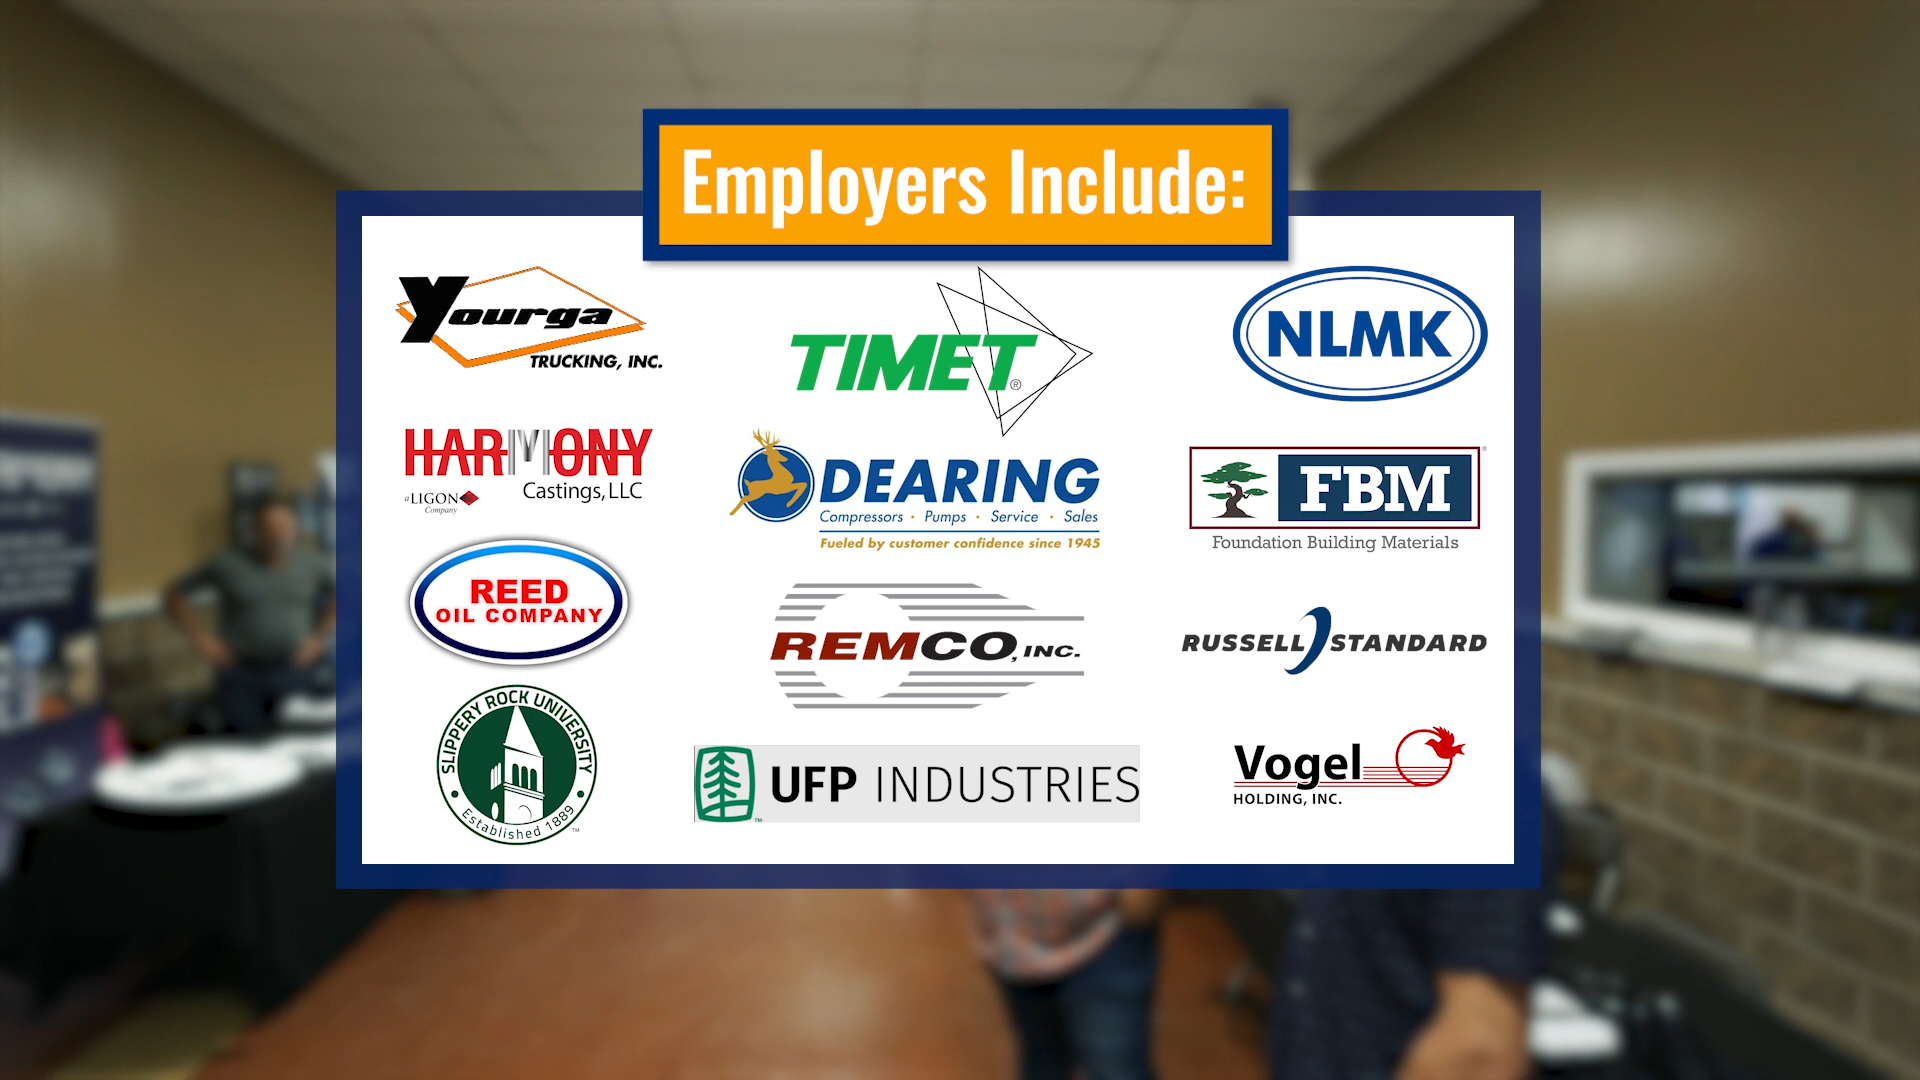 Employers Include:
Yourga
TRUCKING, INC.
TIMET®
NLMK
HARMONY
Castings, LLC
a LIGON
Company
DEARING
Compressors · Pumps · Service · Sales
Fueled by customer confidence since 1945
FBM®
Foundation Building Materials
REED
OIL COMPANY
REMCO, INC.
RUSSELL STANDARD
SLIPPERY ROCK UNIVERSITY
• Established 1889 •
™
UFP INDUSTRIES
™
Vogel
HOLDING, INC.